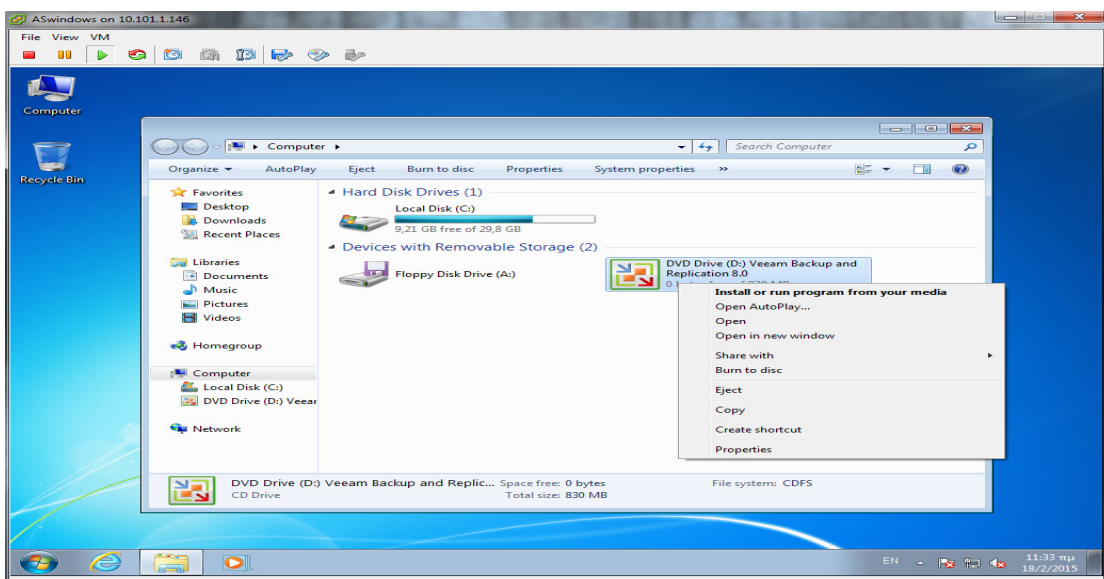 ASwindows on 10.101.1.146
File View VM
Computer
Recycle Bin
Computer
Search Computer
Organize AutoPlay Eject Burn to disc Properties System properties »
Favorites
Desktop
Downloads
Recent Places
Libraries
Documents
Music
Pictures
Videos
Homegroup
Computer
Local Disk (C:)
DVD Drive (D:) Veear
Network
Hard Disk Drives (1)
Local Disk (C:)
9,21 GB free of 29,8 GB
Devices with Removable Storage (2)
Floppy Disk Drive (A:)
DVD Drive (D:) Veeam Backup and
Replication 8.0
Install or run program from your media
Open AutoPlay...
Open
Open in new window
Share with
Burn to disc
Eject
Copy
Create shortcut
Properties
DVD Drive (D:) Veeam Backup and Replic... Space free: 0 bytes File system: CDFS
CD Drive Total size: 830 MB
EN 11:33 πμ
18/2/2015